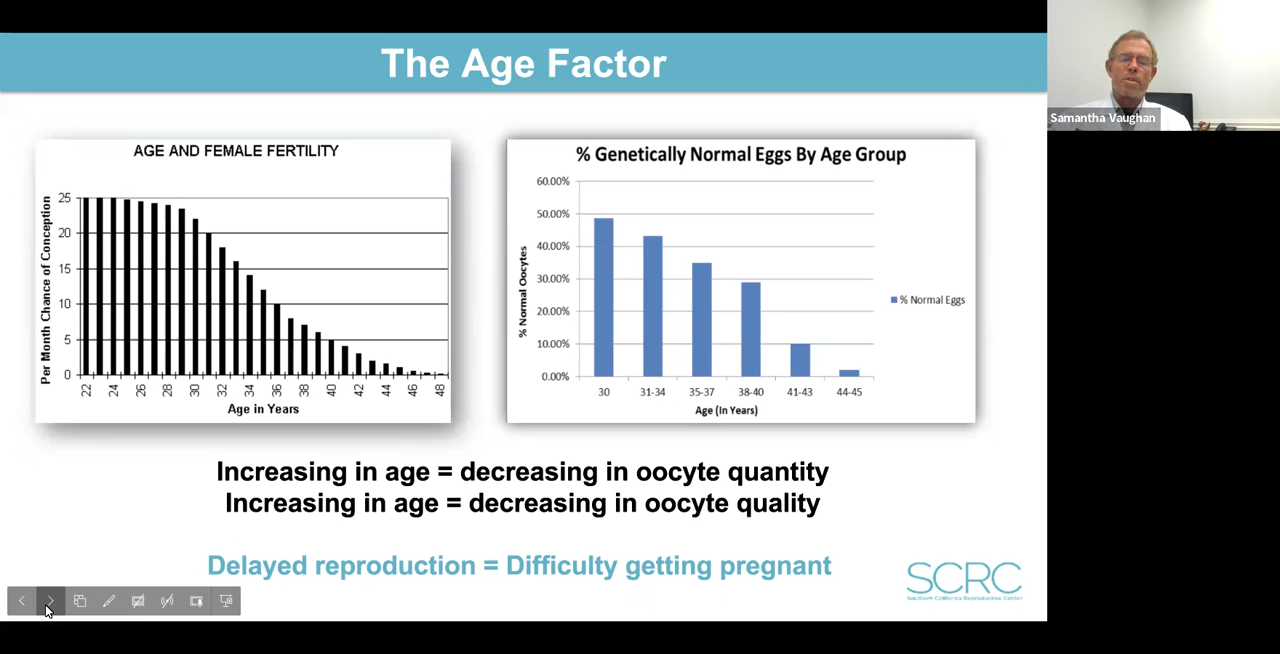 The Age Factor
Samantha Vaughan
AGE AND FEMALE FERTILITY
Per Month Chance of Conception
25
20
15
10
5
0
22
24
26
28
30
32
34
36
38
40
42
44
46
48
Age in Years
% Genetically Normal Eggs By Age Group
% Normal Oocytes
60.00%
50.00%
40.00%
30.00%
20.00%
10.00%
0.00%
30
31-34
35-37
38-40
41-43
44-45
Age (In Years)
% Normal Eggs
Increasing in age = decreasing in oocyte quantity
Increasing in age = decreasing in oocyte quality
Delayed reproduction = Difficulty getting pregnant
SCRC
Southern California Reproductive Center